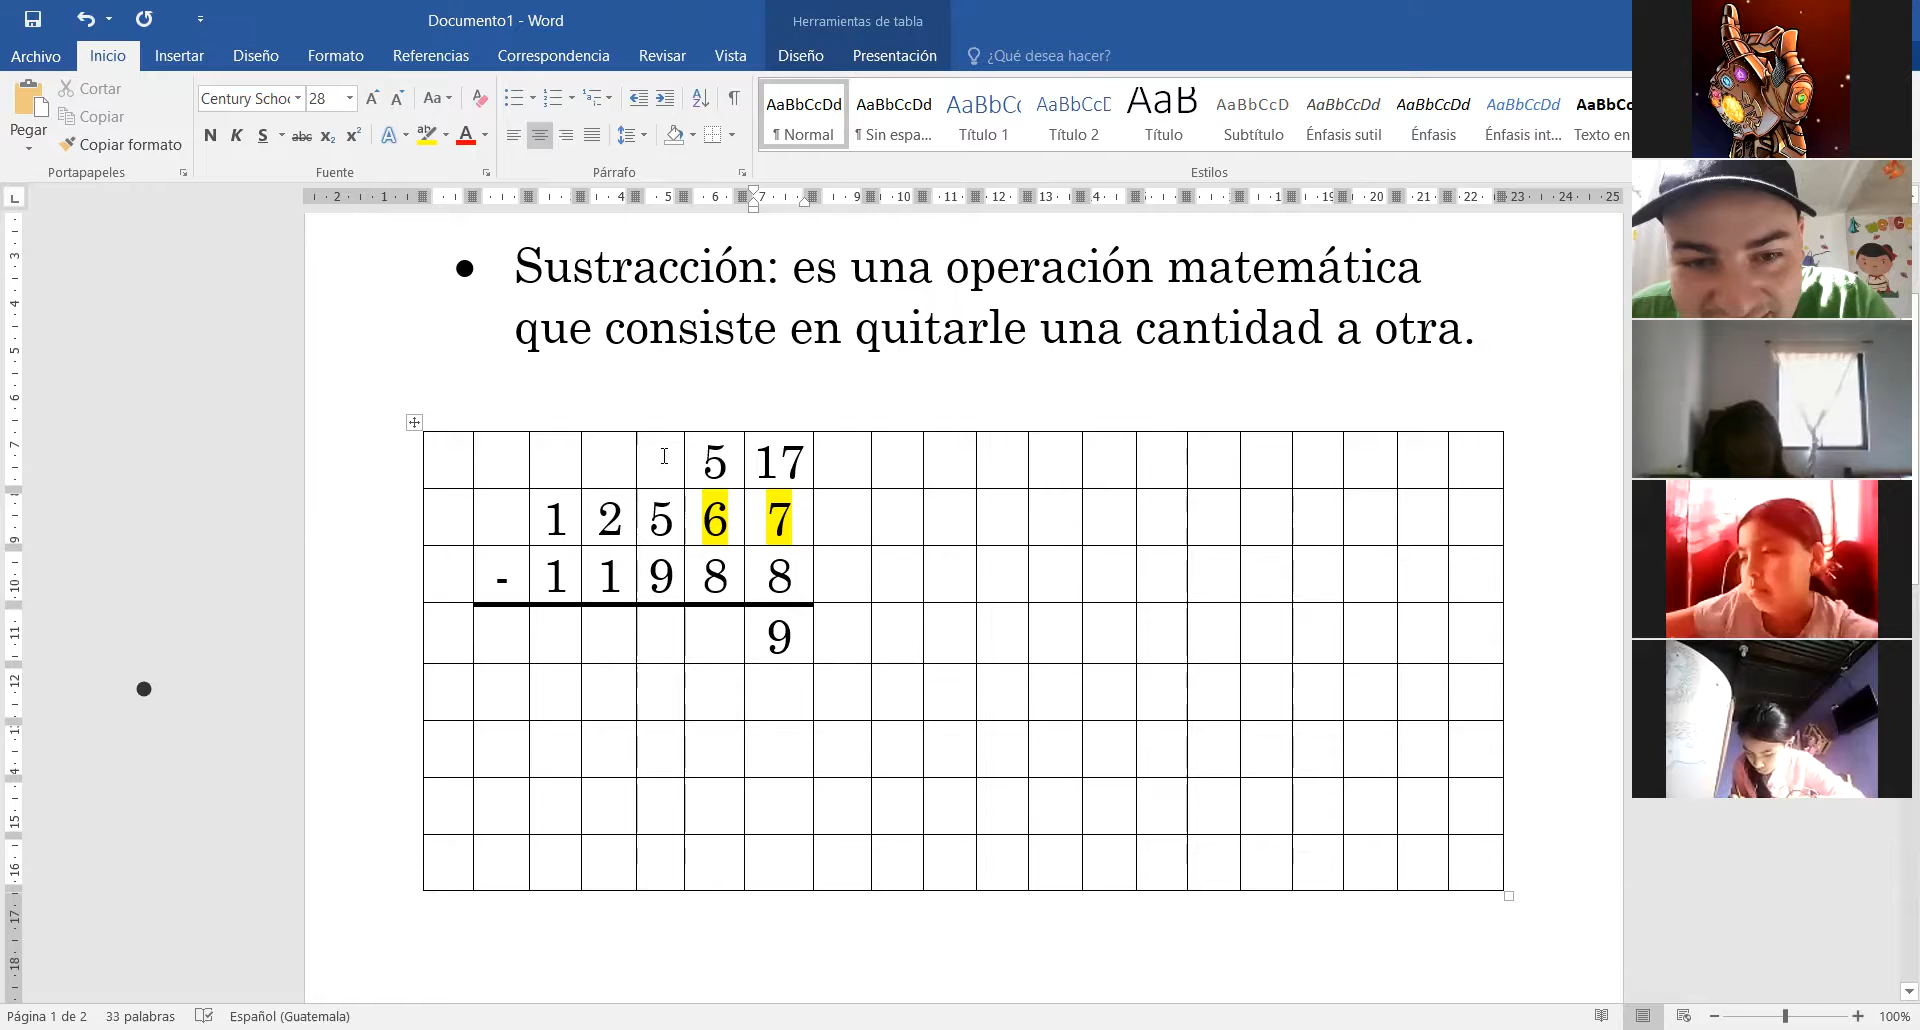 Documento1 - Word
Herramientas de tabla
Archivo Inicio Insertar Diseño Formato Referencias Correspondencia Revisar Vista Diseño Presentación ¿Qué desea hacer?
Pegar
Cortar
Copiar
Copiar formato
Portapapeles
Century Schoc 28
N K S abc x₂ x²
Fuente
Párrafo
AaBbCcDd AaBbCcDd AaBbCc AaBbCcD AaB AaBbCcD AaBbCcDd AaBbCcDd AaBbCcDd AaBbCc
¶ Normal ¶ Sin espa... Título 1 Título 2 Título Subtítulo Énfasis sutil Énfasis Énfasis int... Texto en
Estilos
• Sustracción: es una operación matemática
que consiste en quitarle una cantidad a otra.
5 17
1 2 5 6 7
- 1 1 9 8 8
9
Página 1 de 2 33 palabras Español (Guatemala) 100%